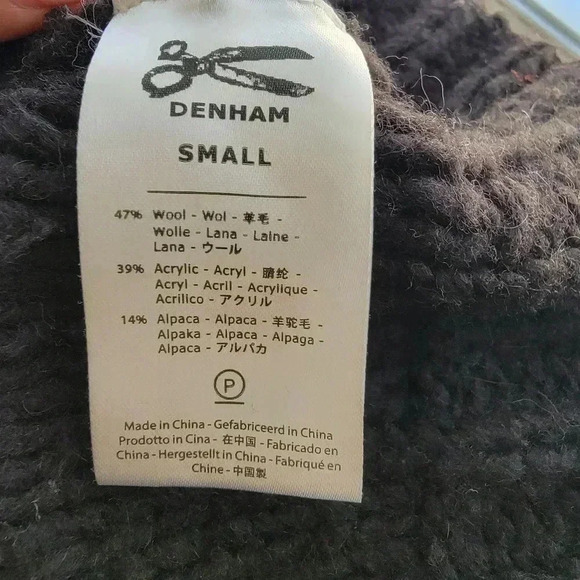 DENHAM
SMALL
47% Wool - Wol - 羊毛 -
Wolle - Lana - Laine -
Lana - ウール
39% Acrylic - Acryl - 腈纶 -
Acryl - Acril - Acrylique -
Acrilico - アクリル
14% Alpaca - Alpaca - 羊驼毛 -
Alpaka - Alpaca - Alpaga -
Alpaca - アルパカ
P
Made in China - Gefabriceerd in China
Prodotto in Cina - 在中国 - Fabricado en
China - Hergestellt in China - Fabriqué en
Chine - 中国製